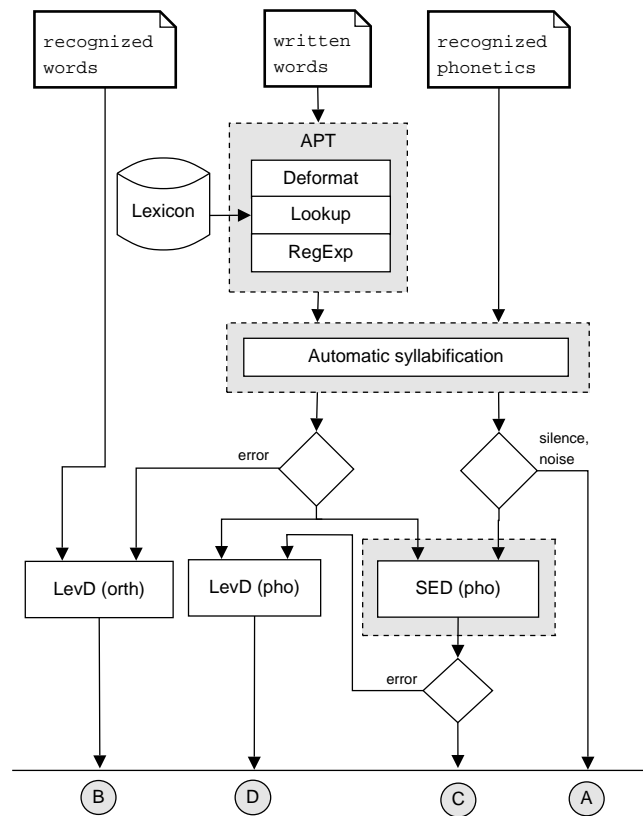 recognized
words
written
words
recognized
phonetics
APT
Deformat
Lookup
RegExp
Lexicon
Automatic syllabification
error
silence,
noise
LevD (orth)
LevD (pho)
SED (pho)
error
B
D
C
A